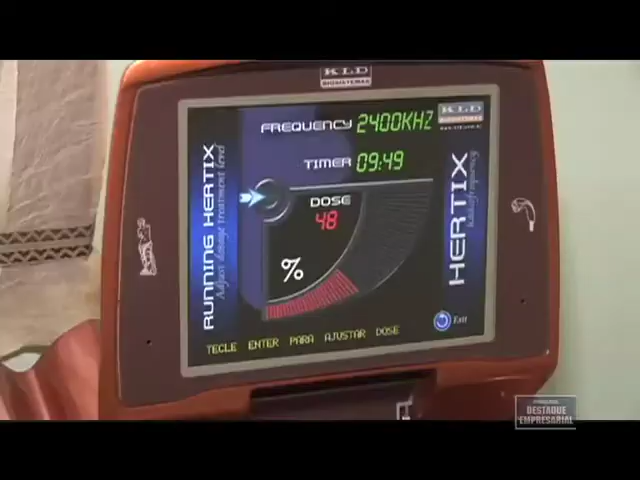 KLD
BIOSISTEMAS
FREQUENCY 2400KHZ
KLD
BIOSISTEMAS
TIMER 09:49
RUNNING HERTIX
Adjust dosage treatment level
DOSE
48
%
HERTIX
Exit
TECLE ENTER PARA AJUSTAR DOSE
DESTAQUE
EMPRESARIAL